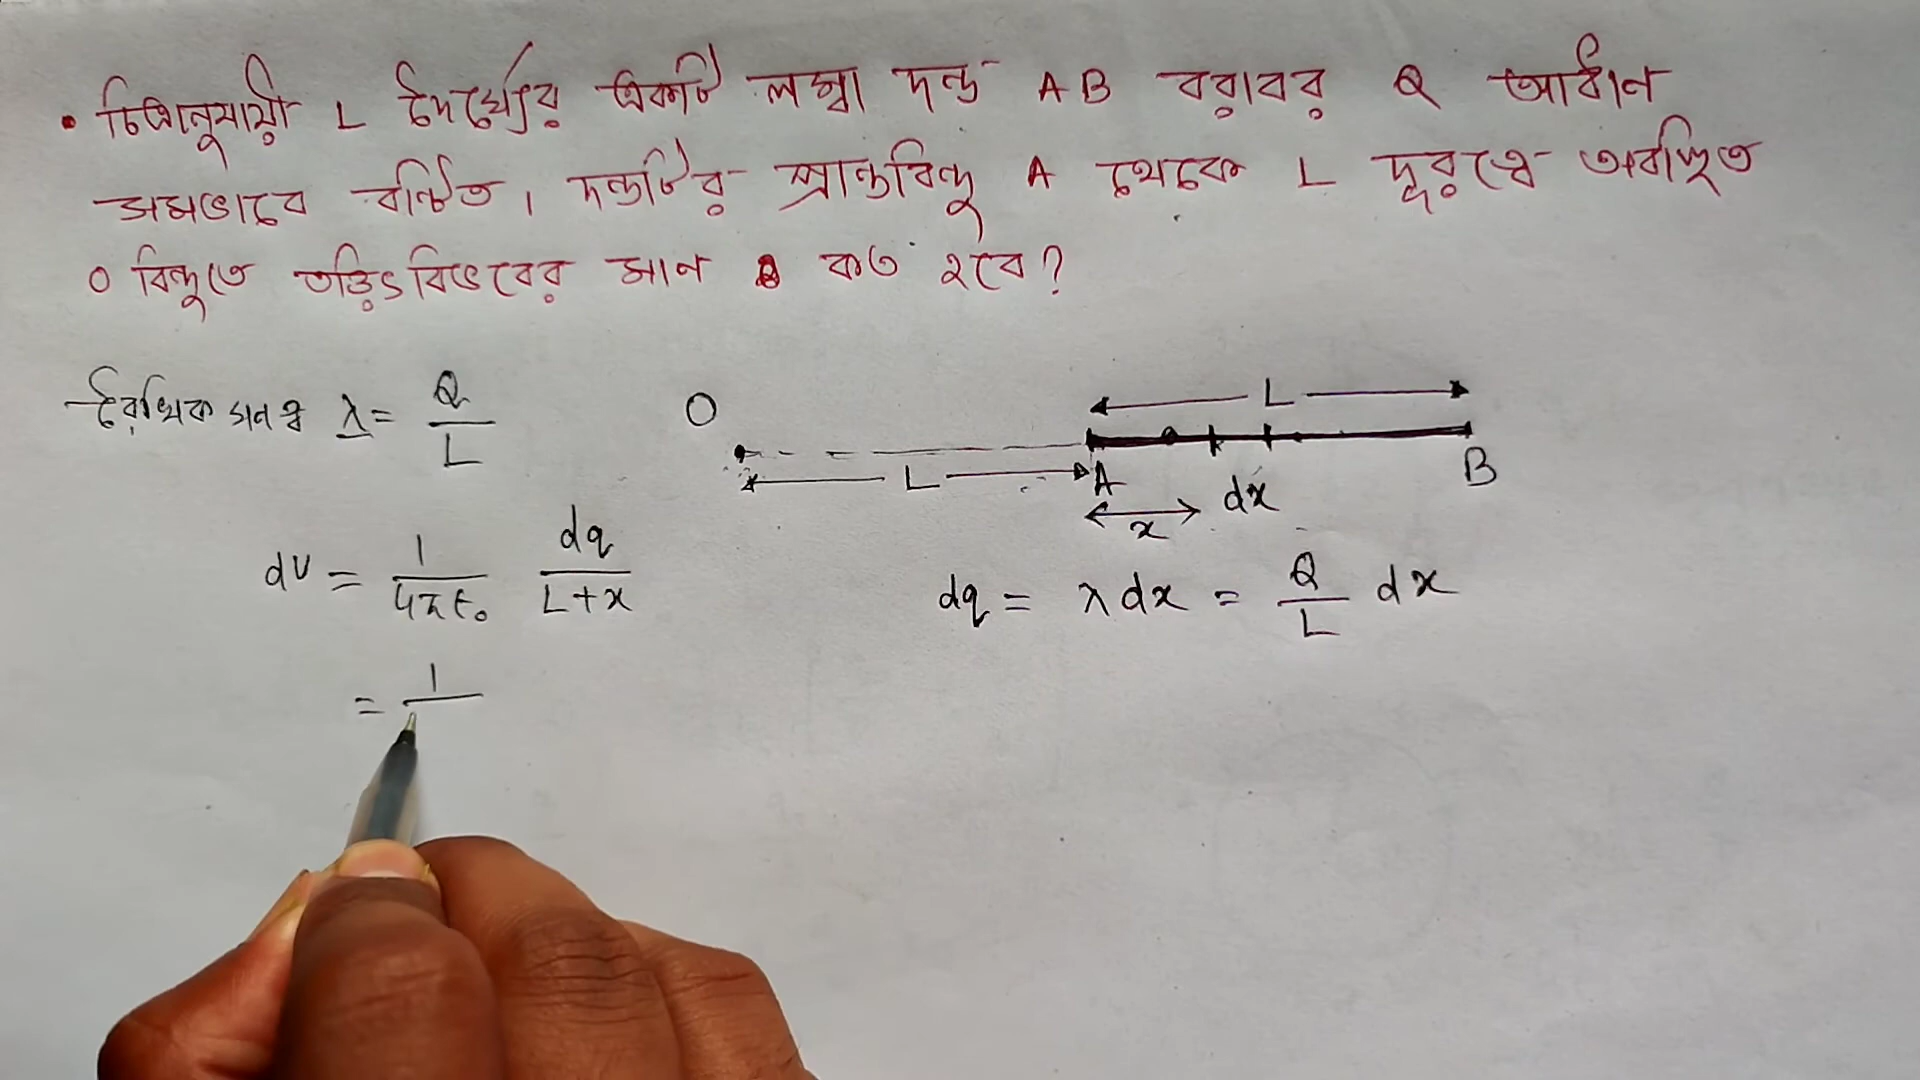 • চিত্রানুযায়ী L দৈর্ঘ্যের একটি লম্বা দন্ড AB বরাবর Q আধান
সমভাবে বন্টিত। দন্ডটির প্রান্তবিন্দু A থেকে L দূরত্বে অবস্থিত
O বিন্দুতে তড়িৎবিভবের মান কত হবে?
রৈখিক ঘনত্ব λ = Q/L
O
L
L
A
B
x
dx
dV = 1/4πε₀ dq/L+x
dq = λdx = Q/L dx
= 1